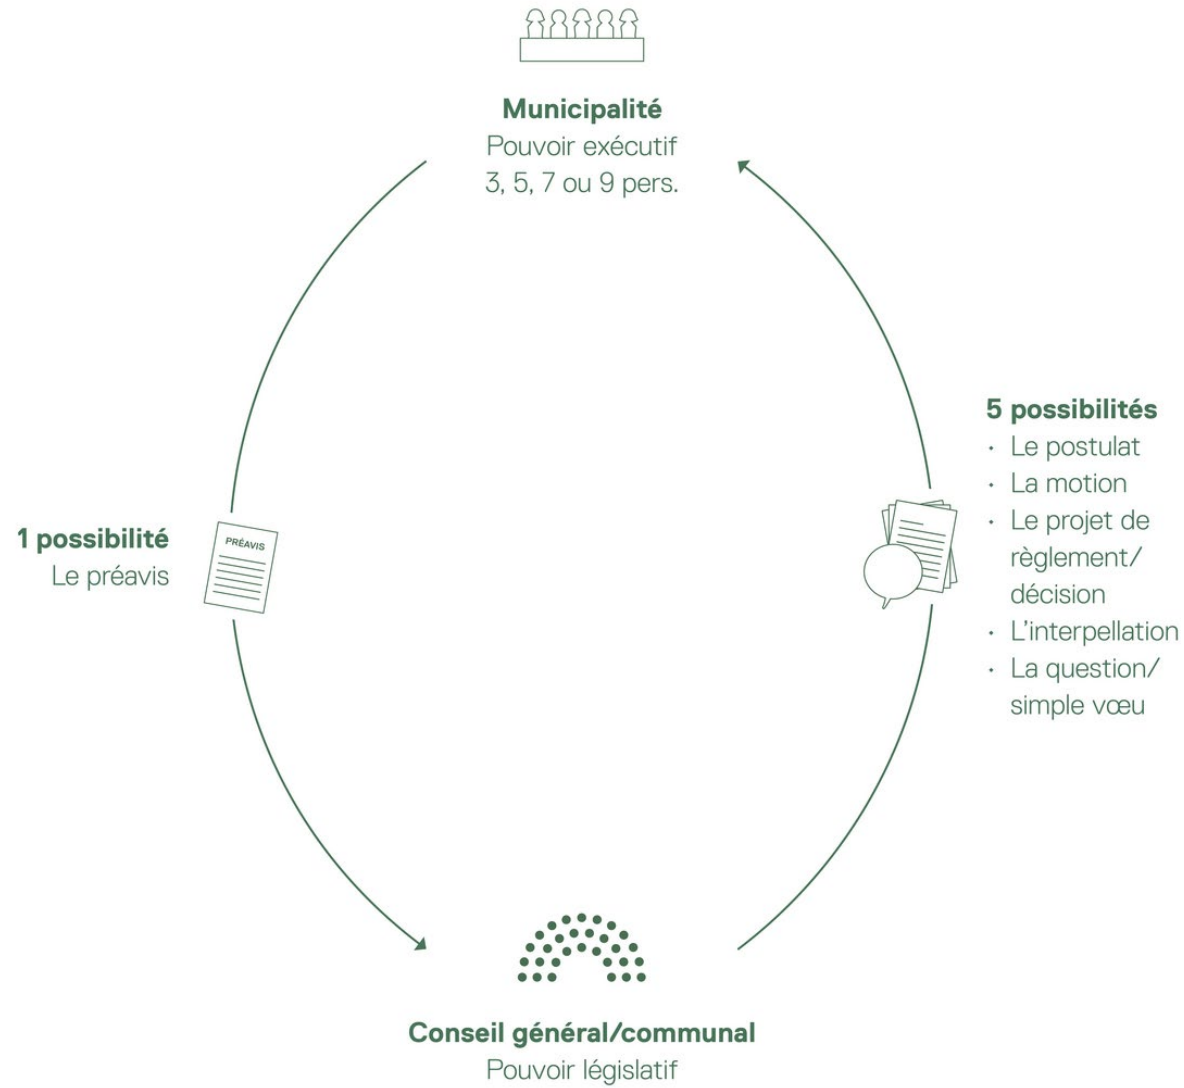 Municipalité
Pouvoir exécutif
3, 5, 7 ou 9 pers.
1 possibilité
Le préavis
PRÉAVIS
5 possibilités
· Le postulat
· La motion
· Le projet de
règlement/
décision
· L’interpellation
· La question/
simple vœu
Conseil général/communal
Pouvoir législatif